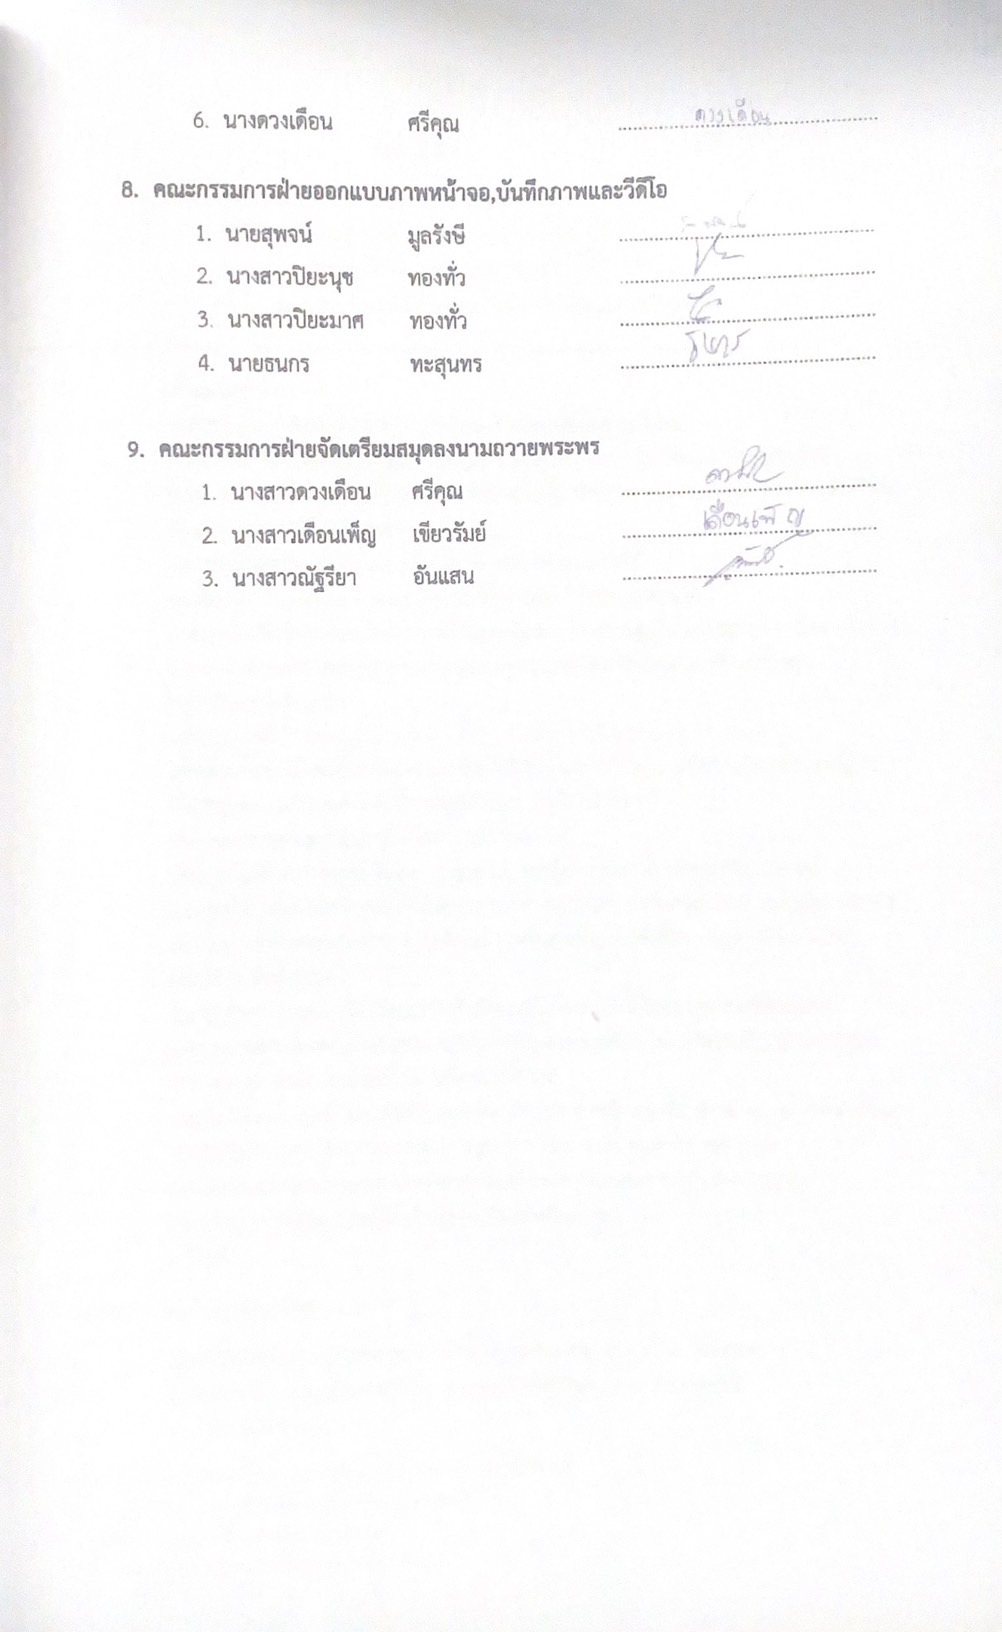 6. นางดวงเดือน ศรีคุณ ดวงเดือน
8. คณะกรรมการฝ่ายออกแบบภาพหน้าจอ,บันทึกภาพและวีดีโอ
1. นายสุพจน์ มูลรังษี
2. นางสาวปิยะนุช ทองทั่ว
3. นางสาวปิยะมาศ ทองทั่ว
4. นายธนกร ทะสุนทร
9. คณะกรรมการฝ่ายจัดเตรียมสมุดลงนามถวายพระพร
1. นางสาวดวงเดือน ศรีคุณ
2. นางสาวเดือนเพ็ญ เขียวรัมย์ เดือนเพ็ญ
3. นางสาวณัฐรียา อันแสน